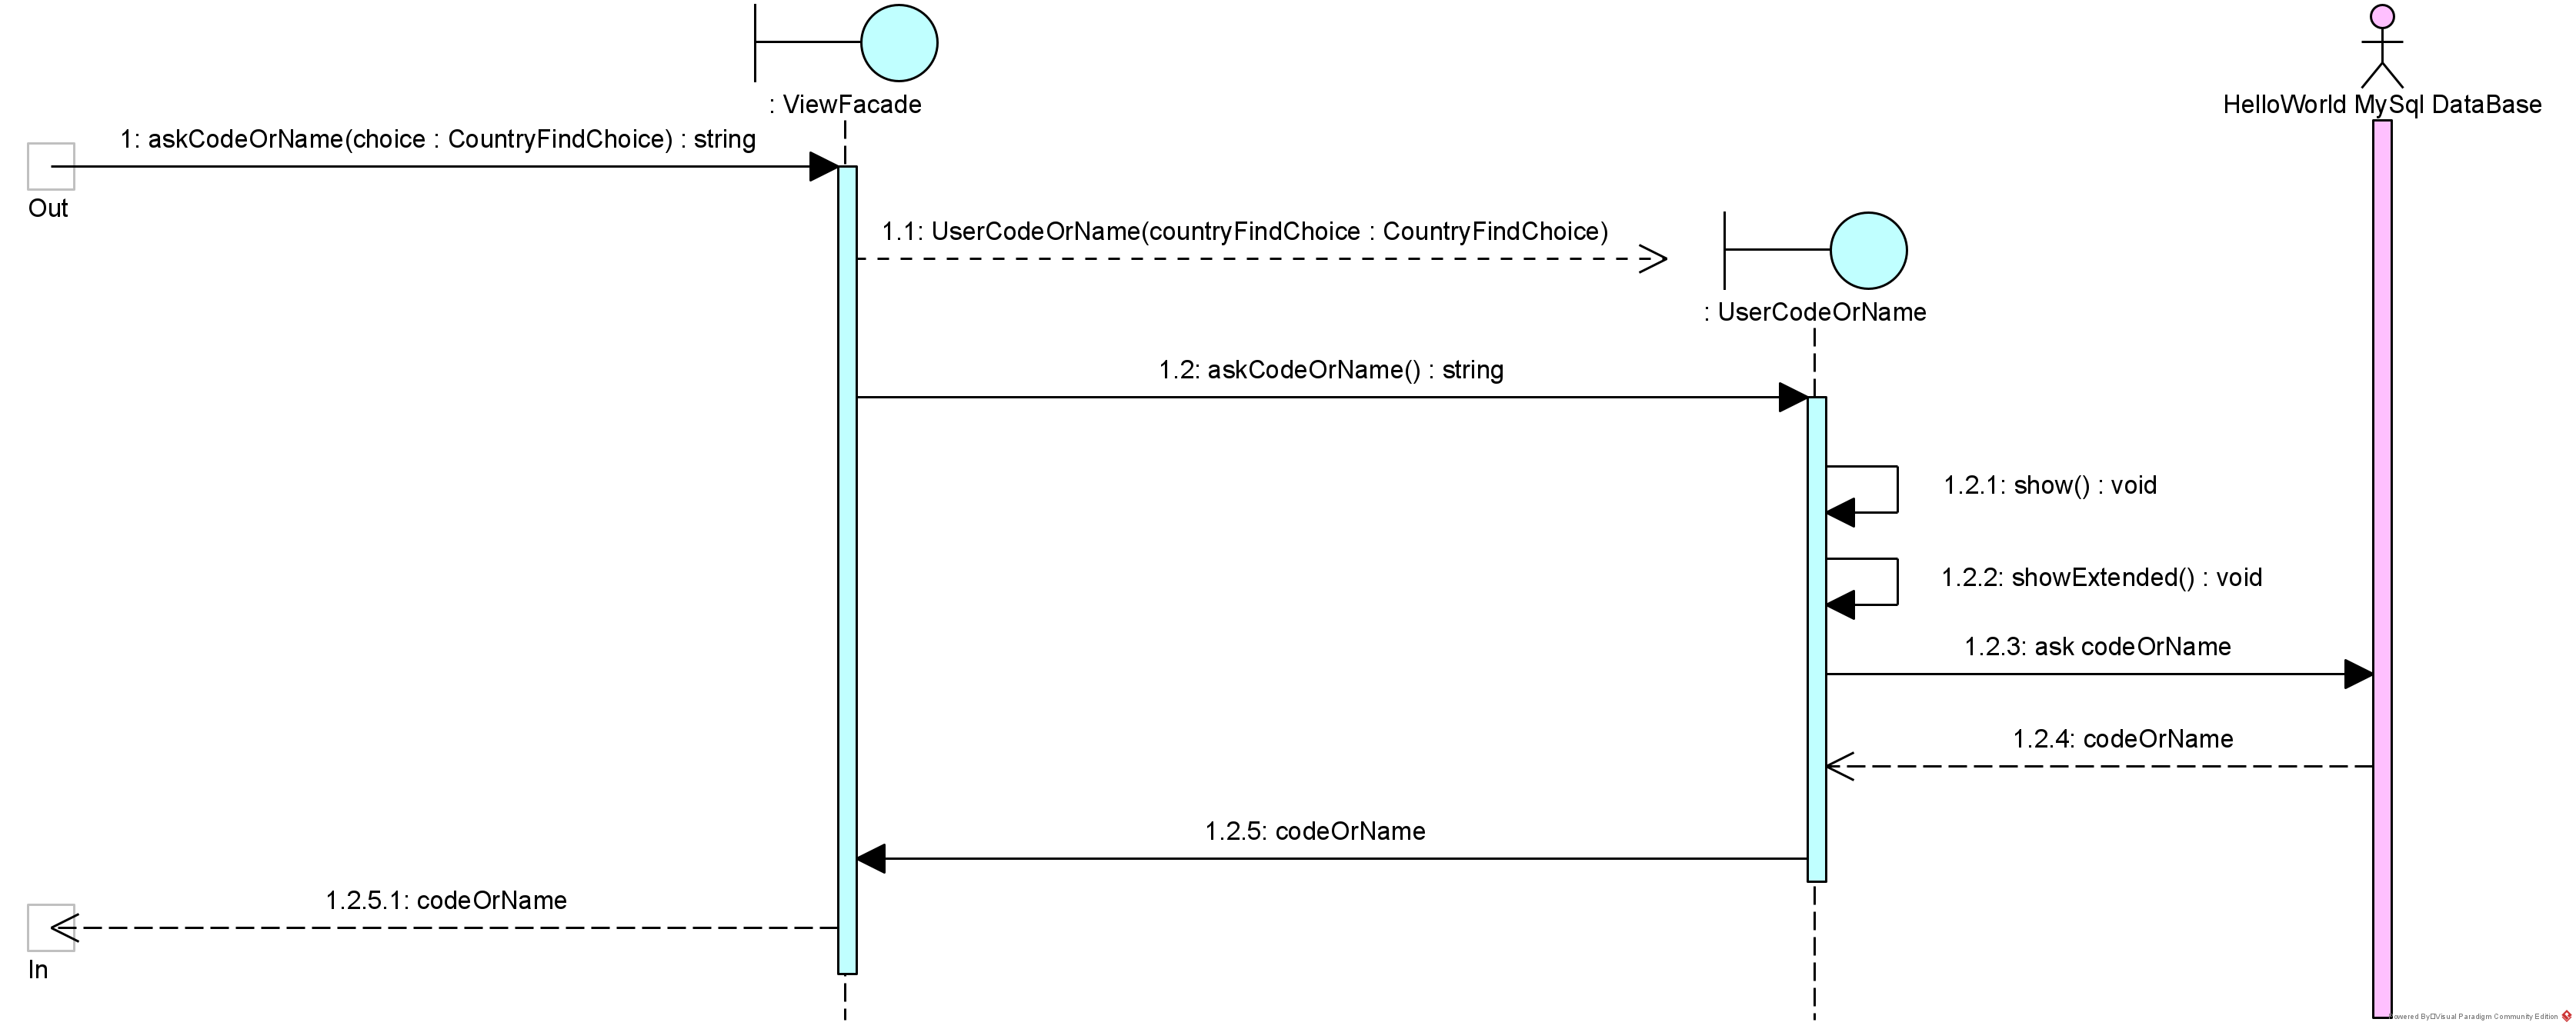 : ViewFacade
HelloWorld MySql DataBase
1: askCodeOrName(choice : CountryFindChoice) : string
Out
1.1: UserCodeOrName(countryFindChoice : CountryFindChoice)
: UserCodeOrName
1.2: askCodeOrName() : string
1.2.1: show() : void
1.2.2: showExtended() : void
1.2.3: ask codeOrName
1.2.4: codeOrName
1.2.5: codeOrName
1.2.5.1: codeOrName
In
Visual Paradigm Community Edition